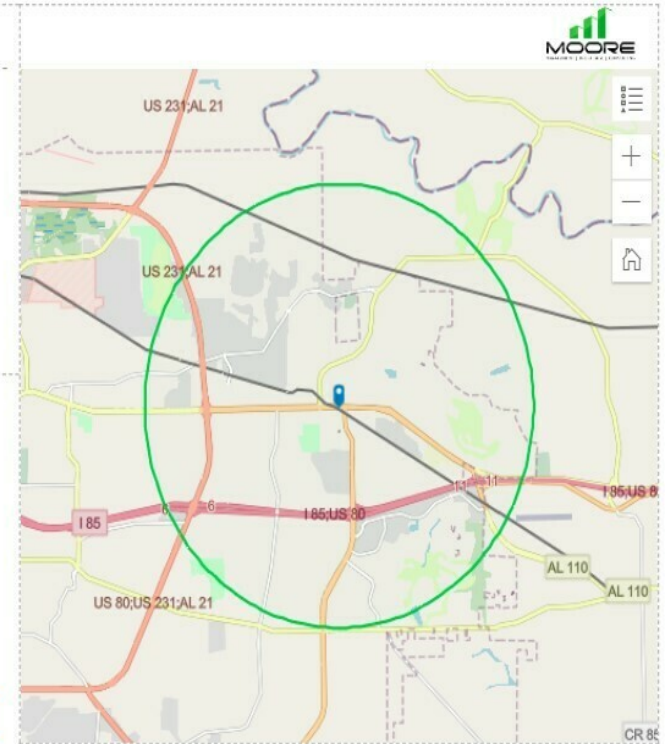 MOORE
US 231;AL 21
US 231;AL 21
6
6
I 85
I 85;US 80
11
11
I 85;US 8
AL 110
AL 110
US 80;US 231;AL 21
CR 85